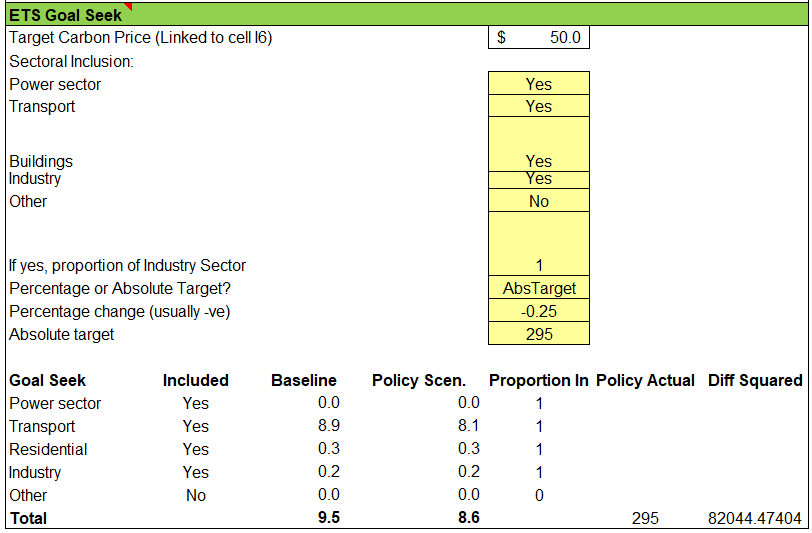 ETS Goal Seek
Target Carbon Price (Linked to cell I6) $ 50.0
Sectoral Inclusion:
Power sector Yes
Transport Yes
Buildings Yes
Industry Yes
Other No
If yes, proportion of Industry Sector 1
Percentage or Absolute Target? AbsTarget
Percentage change (usually -ve) -0.25
Absolute target 295
Goal Seek Included Baseline Policy Scen. Proportion In Policy Actual Diff Squared
Power sector Yes 0.0 0.0 1
Transport Yes 8.9 8.1 1
Residential Yes 0.3 0.3 1
Industry Yes 0.2 0.2 1
Other No 0.0 0.0 0
Total 9.5 8.6 295 82044.47404